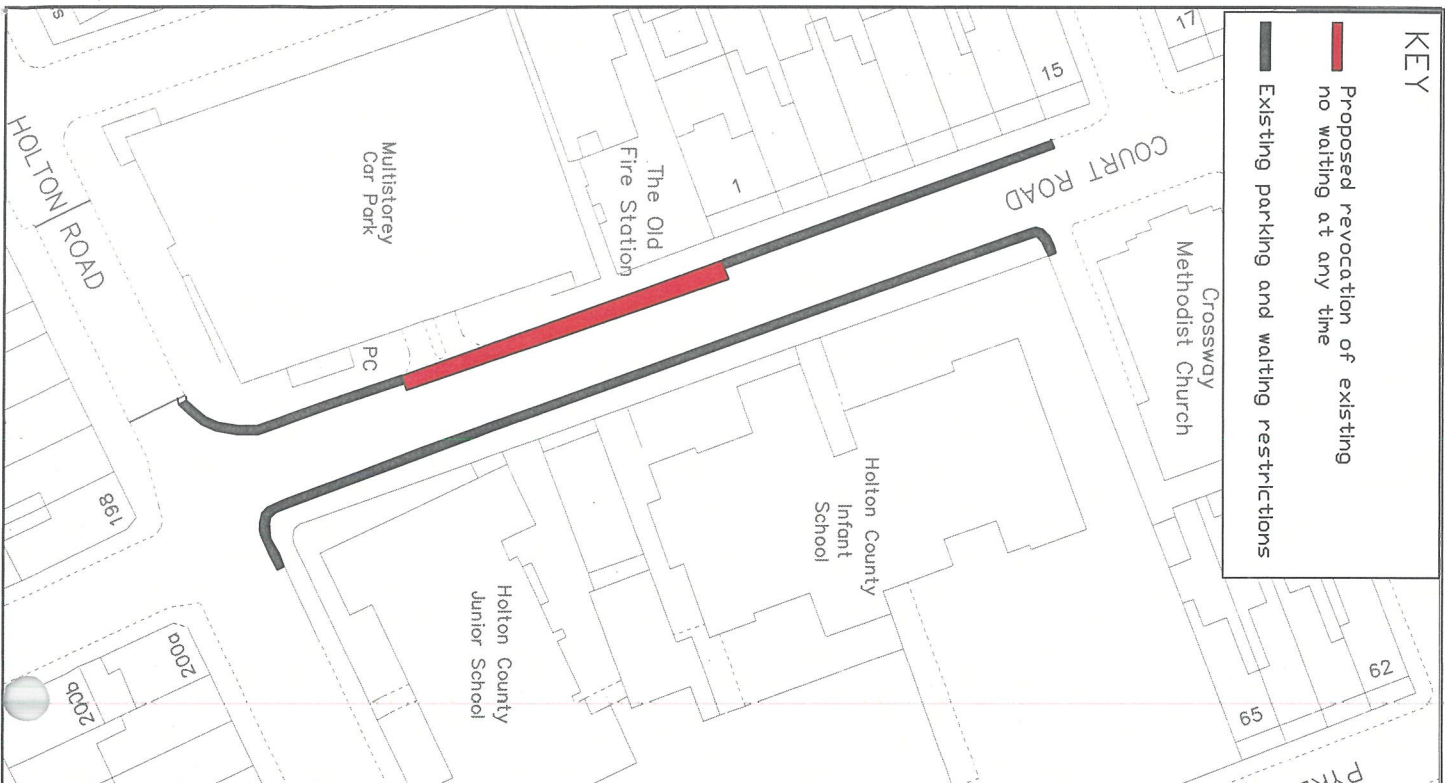 KEY
Proposed revocation of existing
no waiting at any time
Existing parking and waiting restrictions
17
15
COURT ROAD
1
The Old
Fire Station
Multistorey
Car Park
HOLTON
ROAD
PC
Crossway
Methodist Church
Holton County
Infant
School
Holton County
Junior School
198
200a
200b
62
65